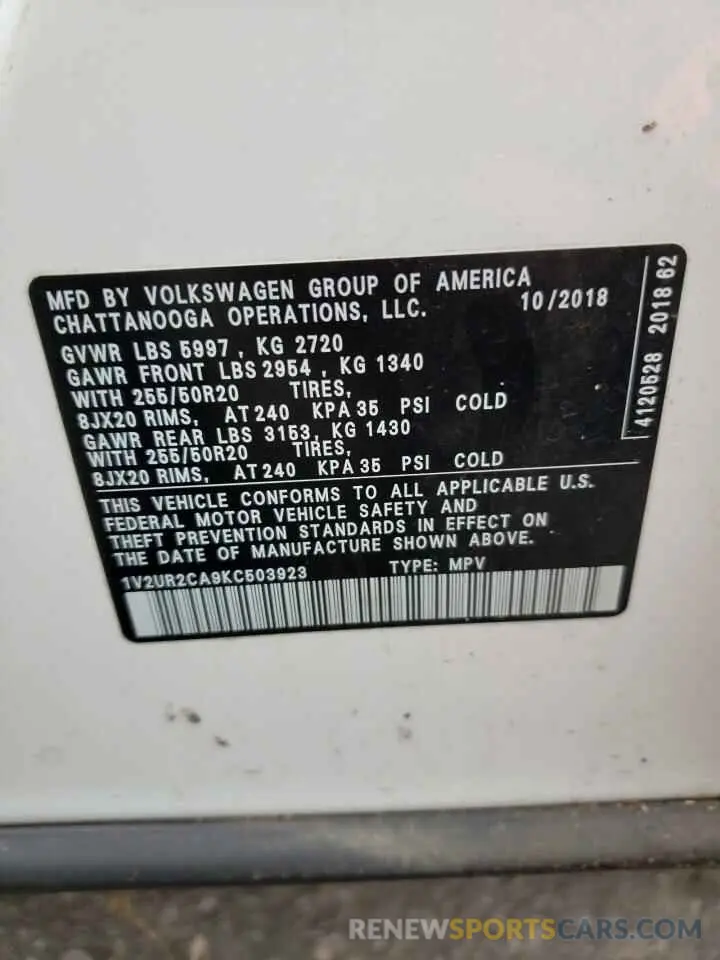 MFD BY VOLKSWAGEN GROUP OF AMERICA
CHATTANOOGA OPERATIONS, LLC. 10/2018
GVWR LBS 5997 , KG 2720
GAWR FRONT LBS 2954 , KG 1340
WITH 255/50R20 TIRES,
8JX20 RIMS, AT 240 KPA 35 PSI COLD
GAWR REAR LBS 3153, KG 1430
WITH 255/50R20 TIRES,
8JX20 RIMS, AT 240 KPA 35 PSI COLD
THIS VEHICLE CONFORMS TO ALL APPLICABLE U.S.
FEDERAL MOTOR VEHICLE SAFETY AND
THEFT PREVENTION STANDARDS IN EFFECT ON
THE DATE OF MANUFACTURE SHOWN ABOVE.
1V2UR2CA9KC503923 TYPE: MPV
4120528 2018 62
RENEWSPORTSCARS.COM